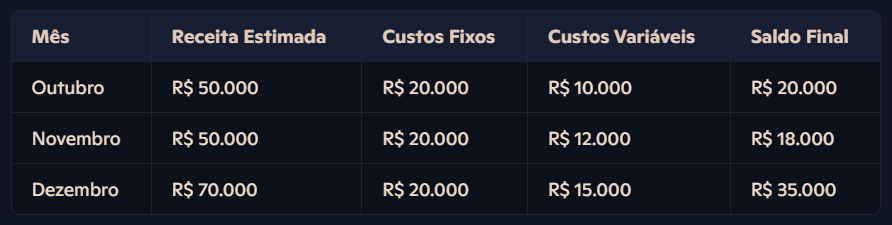 Mês Receita Estimada Custos Fixos Custos Variáveis Saldo Final
Outubro R$ 50.000 R$ 20.000 R$ 10.000 R$ 20.000
Novembro R$ 50.000 R$ 20.000 R$ 12.000 R$ 18.000
Dezembro R$ 70.000 R$ 20.000 R$ 15.000 R$ 35.000